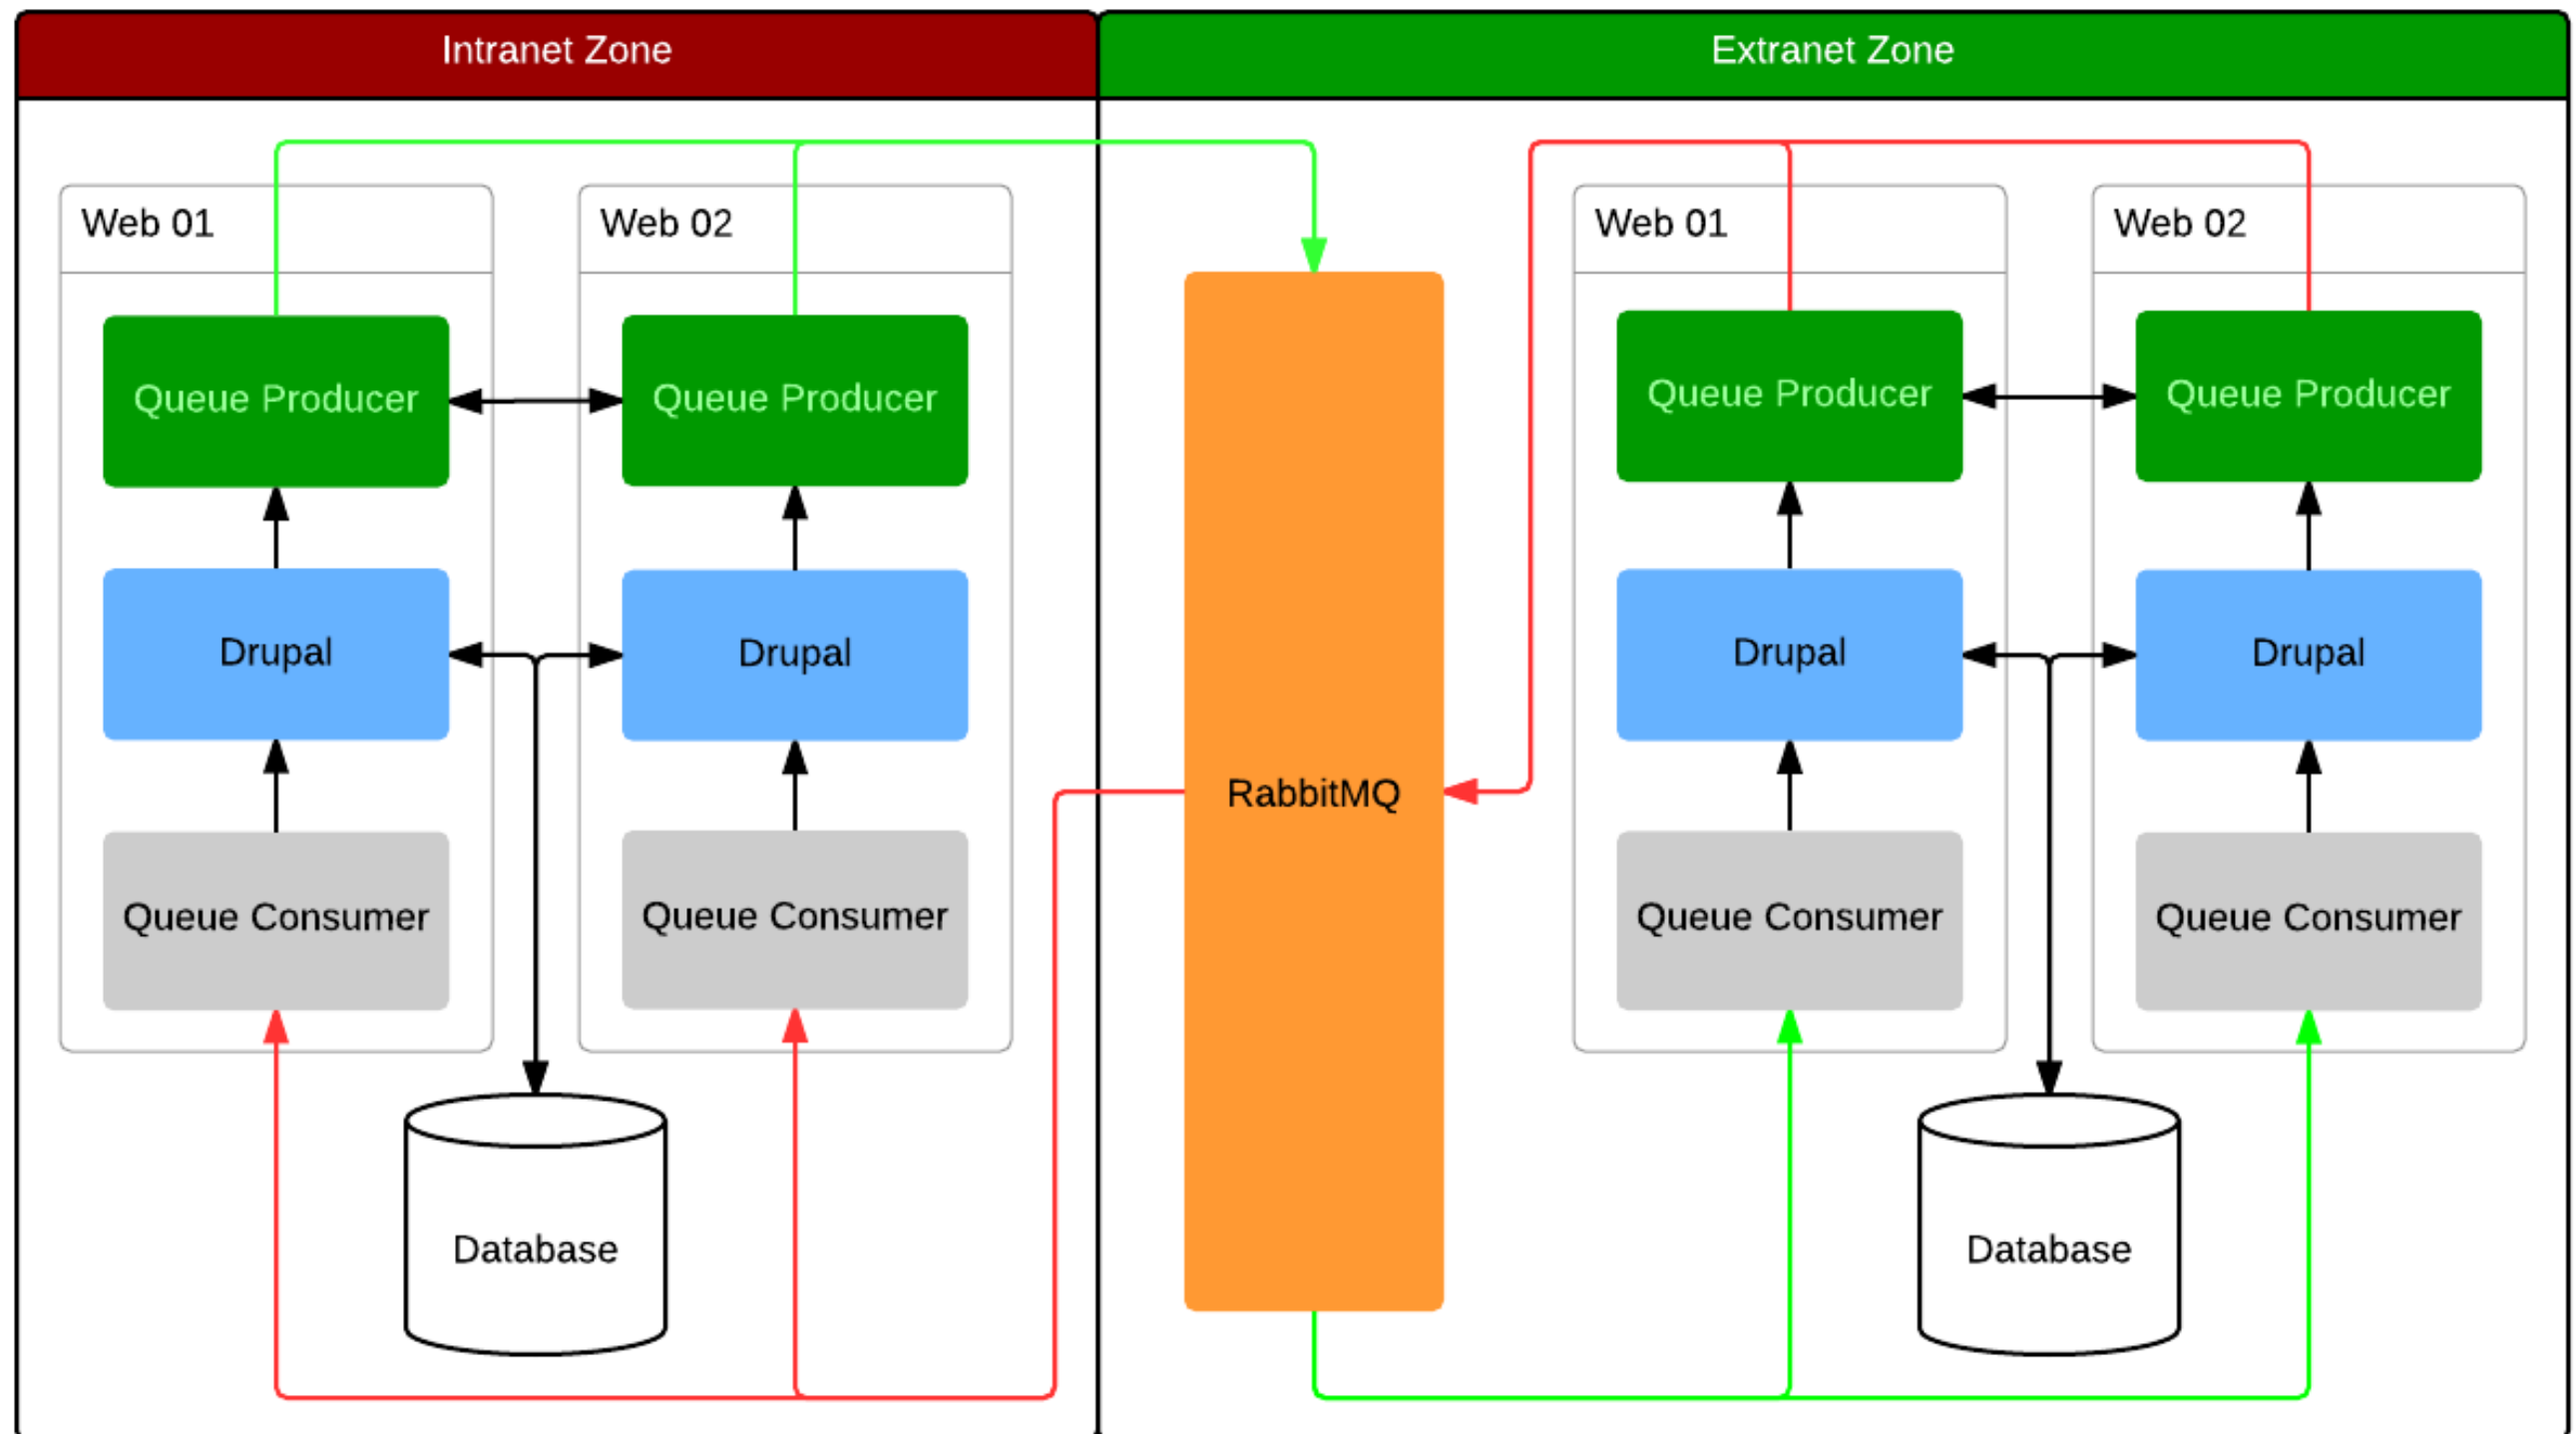 Intranet Zone
Extranet Zone
Web 01
Web 02
Web 01
Web 02
Queue Producer
Queue Producer
Queue Producer
Queue Producer
Drupal
Drupal
Drupal
Drupal
RabbitMQ
Queue Consumer
Queue Consumer
Queue Consumer
Queue Consumer
Database
Database